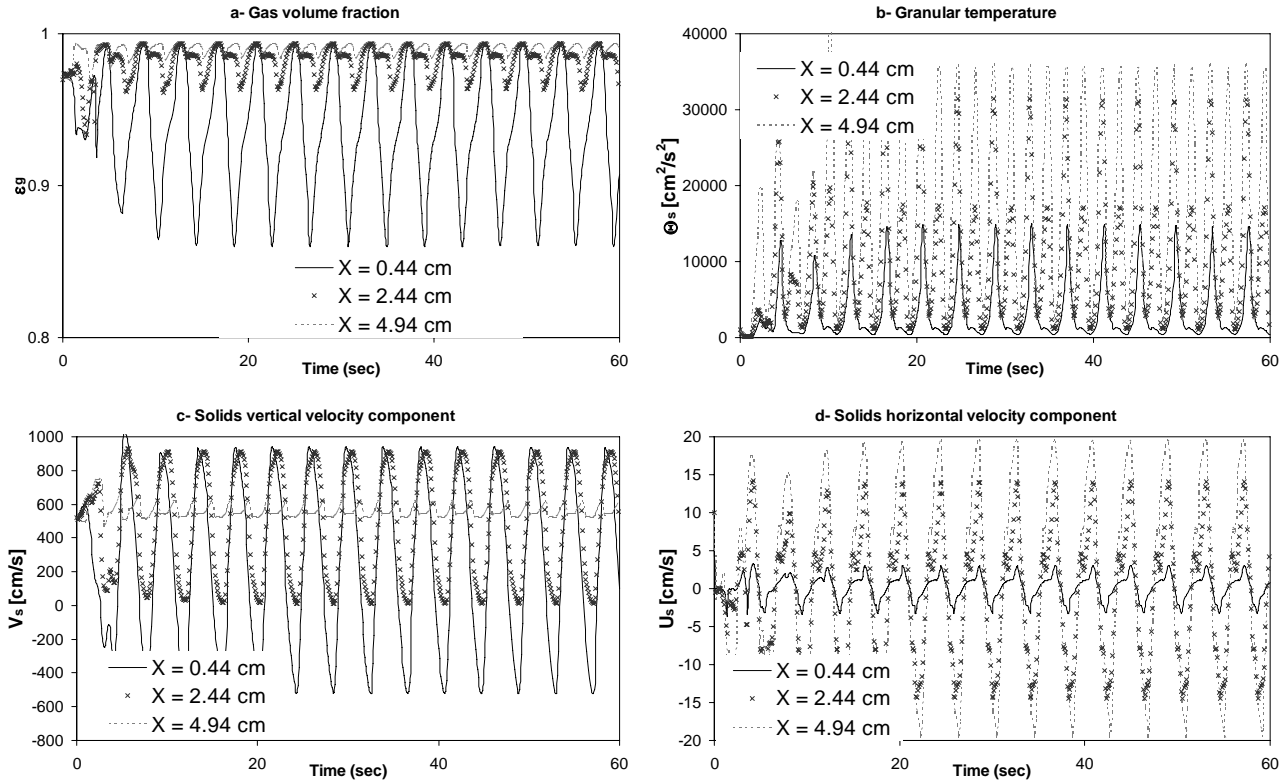 a- Gas volume fraction
1
0.9
0.8
εg
0
20
40
60
Time (sec)
X = 0.44 cm
X = 2.44 cm
X = 4.94 cm
b- Granular temperature
40000
30000
20000
10000
0
Θs [cm²/s²]
0
20
40
60
Time (sec)
X = 0.44 cm
X = 2.44 cm
X = 4.94 cm
c- Solids vertical velocity component
1000
800
600
400
200
0
-200
-400
-600
-800
Vs [cm/s]
0
20
40
60
Time (sec)
X = 0.44 cm
X = 2.44 cm
X = 4.94 cm
d- Solids horizontal velocity component
20
15
10
5
0
-5
-10
-15
-20
Us [cm/s]
0
20
40
60
Time (sec)
X = 0.44 cm
X = 2.44 cm
X = 4.94 cm